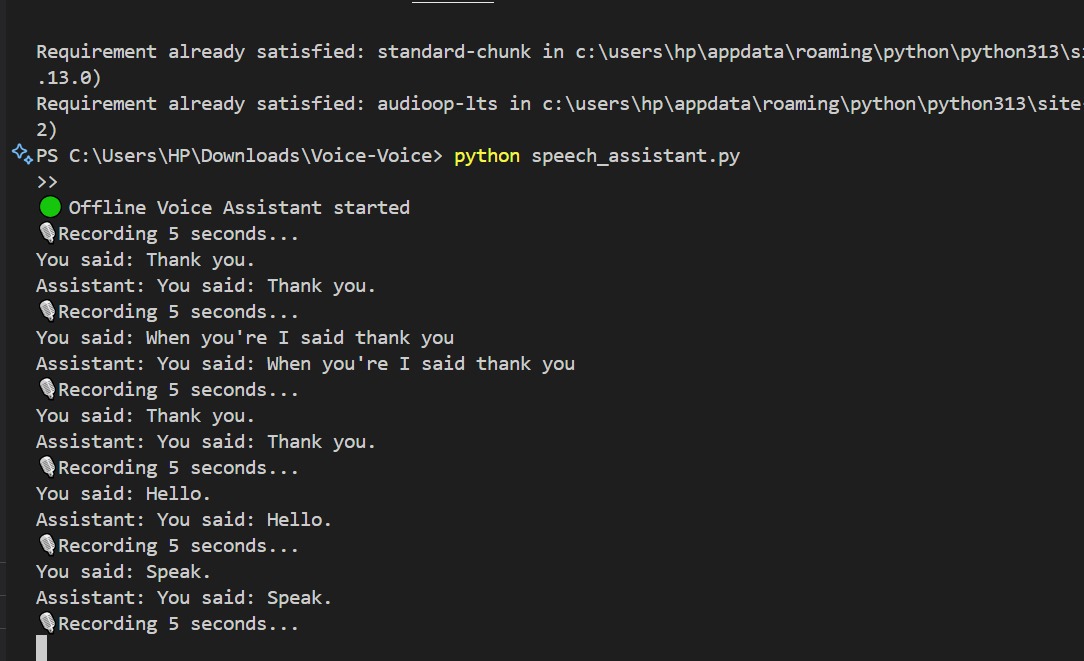 Requirement already satisfied: standard-chunk in c:\users\hp\appdata\roaming\python\python313\s
.13.0)
Requirement already satisfied: audioop-lts in c:\users\hp\appdata\roaming\python\python313\site
2)
PS C:\Users\HP\Downloads\Voice-Voice> python speech_assistant.py
>>
🟢 Offline Voice Assistant started
🎙Recording 5 seconds...
You said: Thank you.
Assistant: You said: Thank you.
🎙Recording 5 seconds...
You said: When you're I said thank you
Assistant: You said: When you're I said thank you
🎙Recording 5 seconds...
You said: Thank you.
Assistant: You said: Thank you.
🎙Recording 5 seconds...
You said: Hello.
Assistant: You said: Hello.
🎙Recording 5 seconds...
You said: Speak.
Assistant: You said: Speak.
🎙Recording 5 seconds...